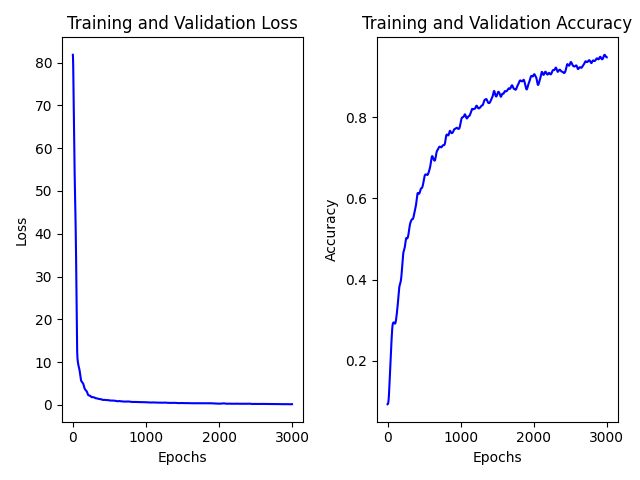 Training and Validation Loss
80
70
60
50
40
30
20
10
0
Loss
0 1000 2000 3000
Epochs
Training and Validation Accuracy
0.8
0.6
0.4
0.2
Accuracy
0 1000 2000 3000
Epochs